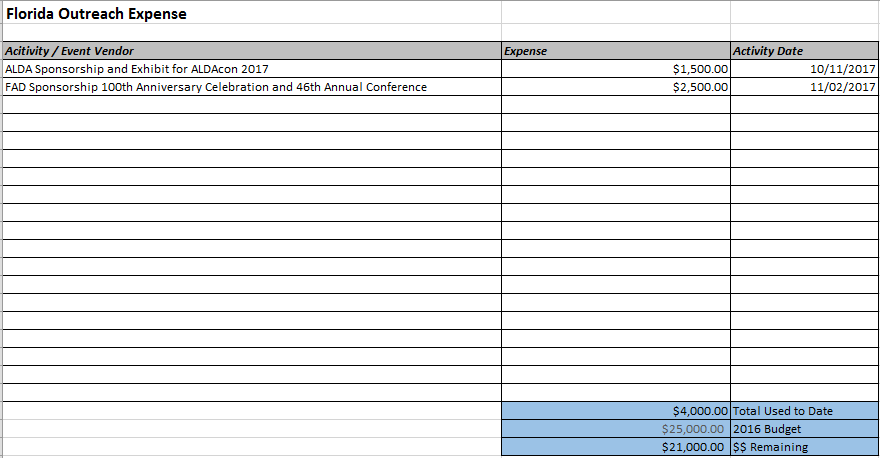 Florida Outreach Expense
Acitivity / Event Vendor Expense Activity Date
ALDA Sponsorship and Exhibit for ALDAcon 2017 $1,500.00 10/11/2017
FAD Sponsorship 100th Anniversary Celebration and 46th Annual Conference $2,500.00 11/02/2017
$4,000.00 Total Used to Date
$25,000.00 2016 Budget
$21,000.00 $$ Remaining